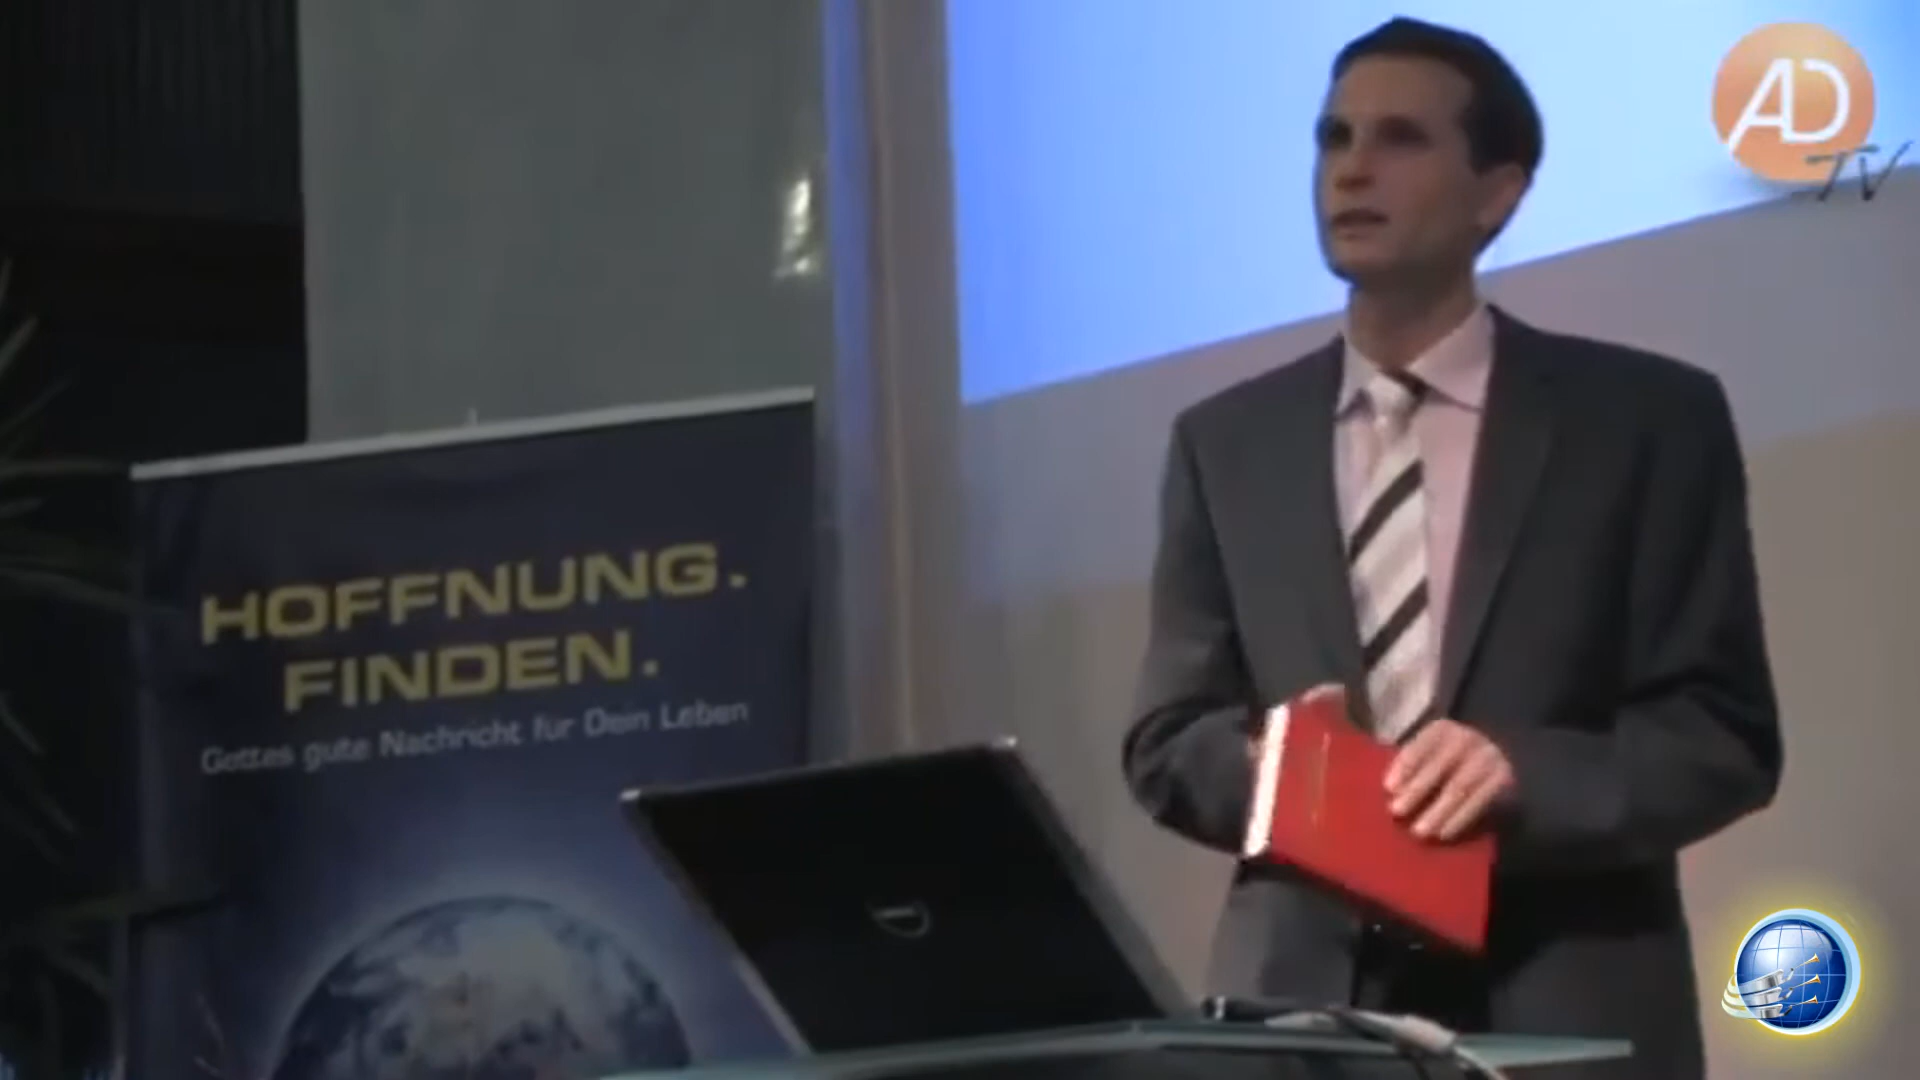 AD
TV
HOFFNUNG.
FINDEN.
Gottes gute Nachricht für Dein Leben